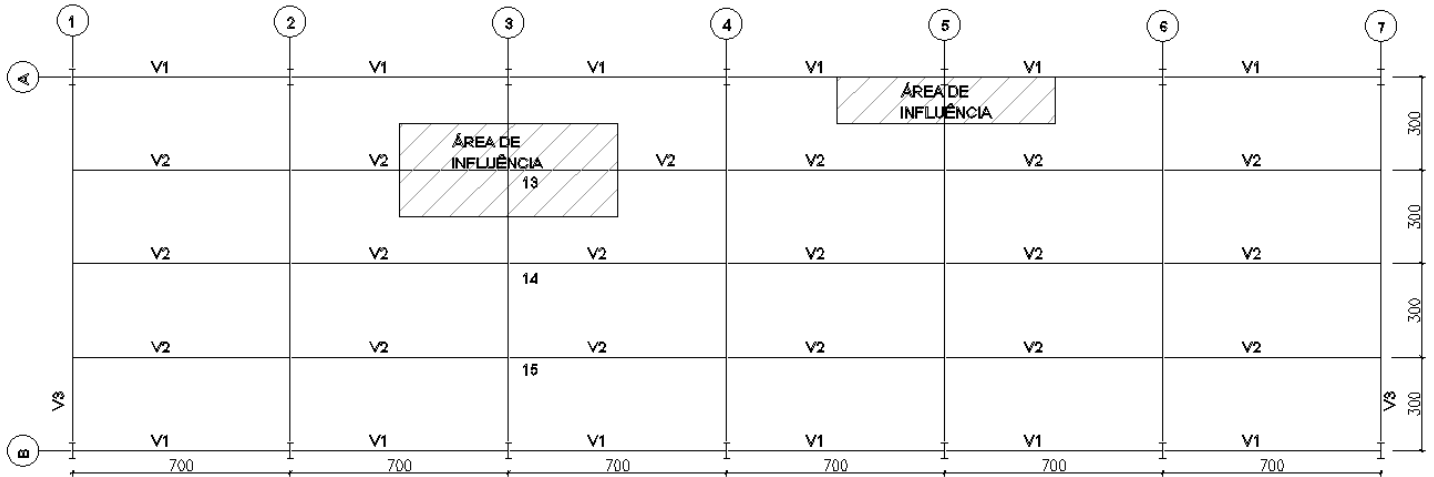 1 2 3 4 5 6 7
V1 V1 V1 V1 V1 V1
A
ÁREA DE
INFLUÊNCIA
ÁREA DE
INFLUÊNCIA
300
V2 V2 V2 V2 V2 V2
13
300
V2 V2 V2 V2 V2 V2
14
300
V2 V2 V2 V2 V2 V2
15
V3 V3
300
V1 V1 V1 V1 V1 V1
B
700 700 700 700 700 700